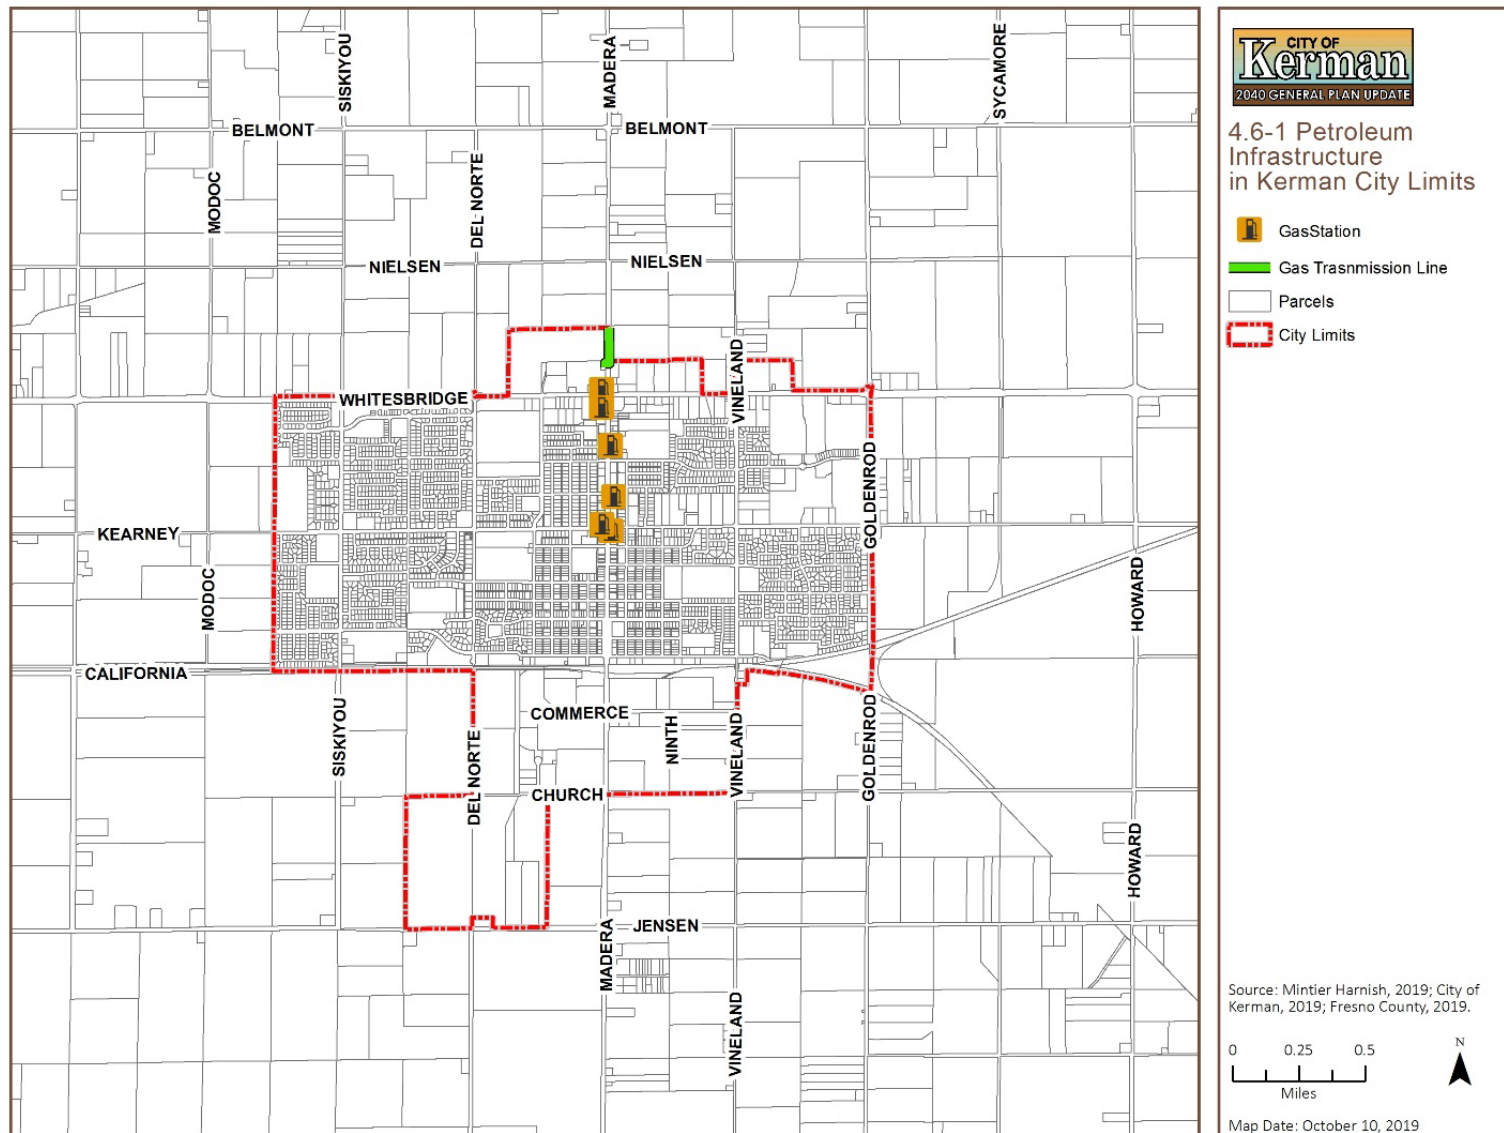 SISKIYOU
MADERA
SYCAMORE
BELMONT
BELMONT
MODOC
DEL NORTE
NIELSEN
NIELSEN
VINELAND
WHITESBRIDGE
GOLDENROD
KEARNEY
MODOC
HOWARD
CALIFORNIA
SISKIYOU
COMMERCE
NINTH
VINELAND
GOLDENROD
DEL NORTE
CHURCH
HOWARD
MADERA
JENSEN
VINELAND
CITY OF
Kerman
2040 GENERAL PLAN UPDATE
4.6-1 Petroleum
Infrastructure
in Kerman City Limits
GasStation
Gas Trasnmission Line
Parcels
City Limits
Source: Mintier Harnish, 2019; City of
Kerman, 2019; Fresno County, 2019.
0 0.25 0.5
Miles
N
Map Date: October 10, 2019